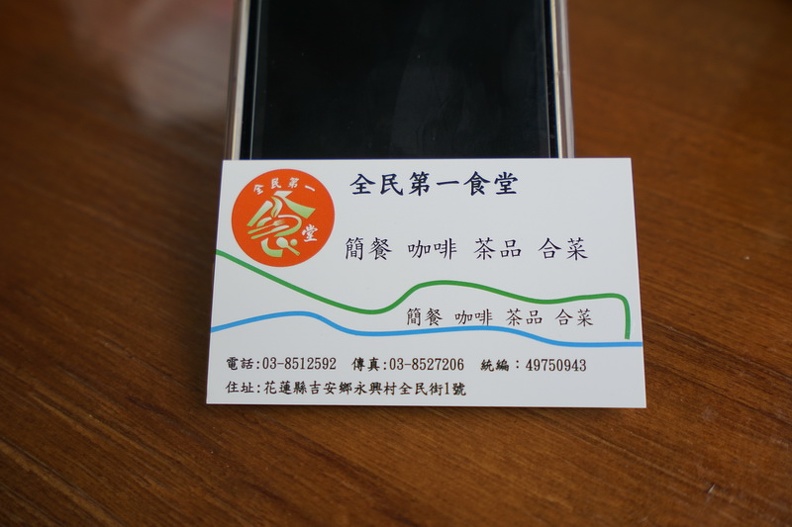 全民第一
食
堂
全民第一食堂
簡餐 咖啡 茶品 合菜
簡餐 咖啡 茶品 合菜
電話:03-8512592 傳真:03-8527206 統編：49750943
住址:花蓮縣吉安鄉永興村全民街1號